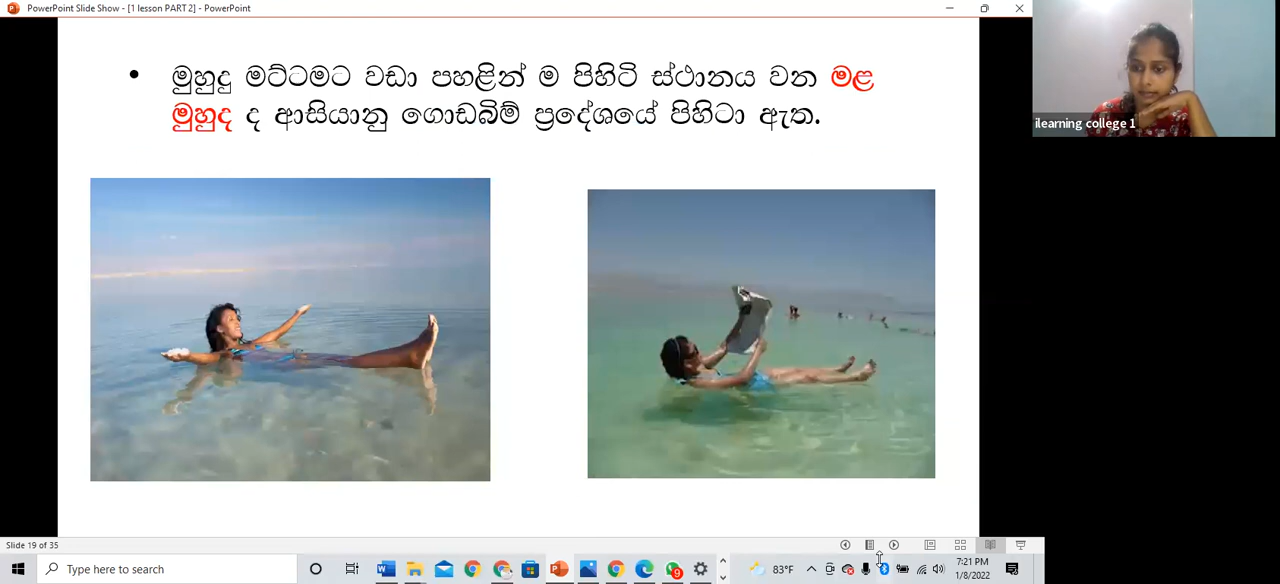 PowerPoint Slide Show - [1 lesson PART 2] - PowerPoint
• මුහුදු මට්ටමට වඩා පහළින් ම පිහිටි ස්ථානය වන මළ
මුහුද ද ආසියානු ගොඩබිම් ප්‍රදේශයේ පිහිටා ඇත.
ilearning college 1
Slide 19 of 35
Type here to search
9
83°F
7:21 PM
1/8/2022